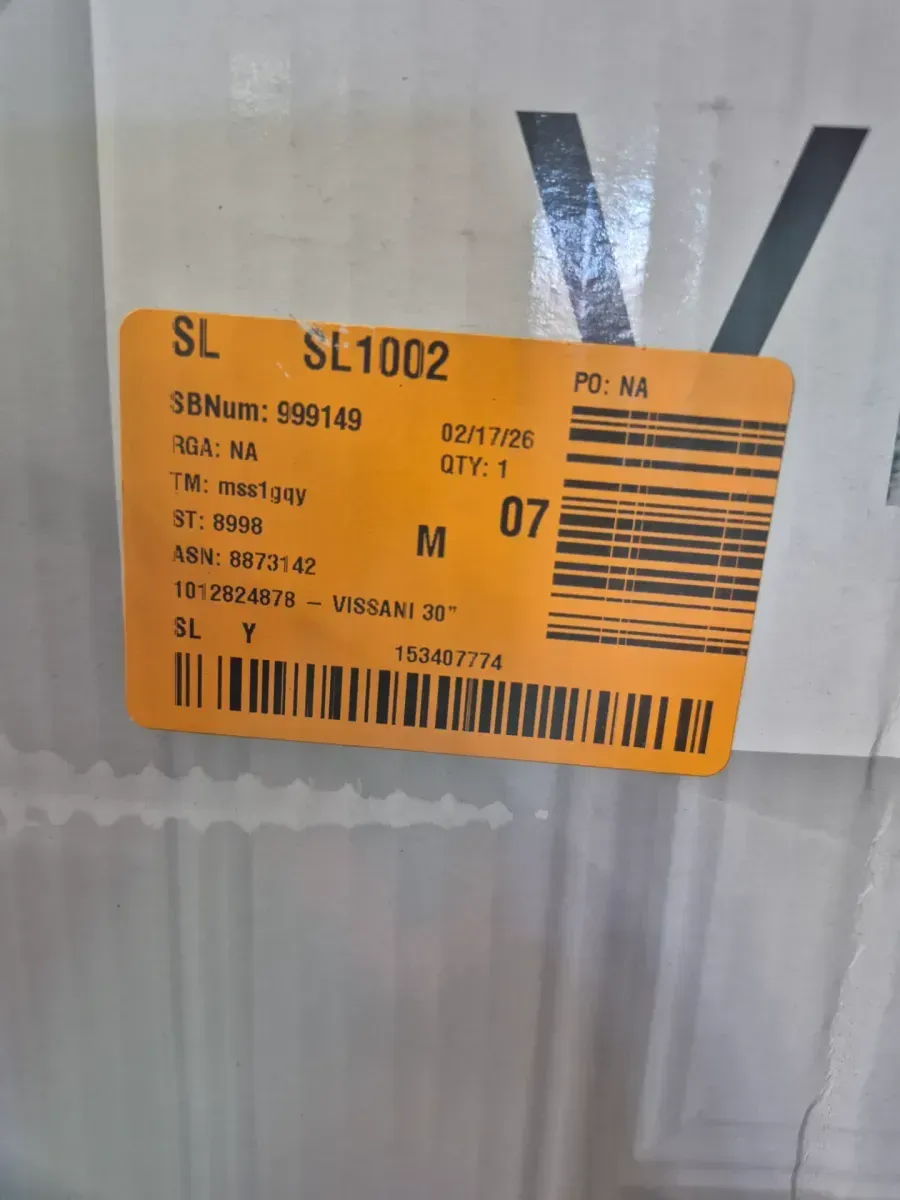 V
SL SL1002
PO: NA
SBNum: 999149
02/17/26
RGA: NA
QTY: 1
TM: mss1gqy
07
ST: 8998
M
ASN: 8873142
1012824878 – VISSANI 30”
SL Y
153407774